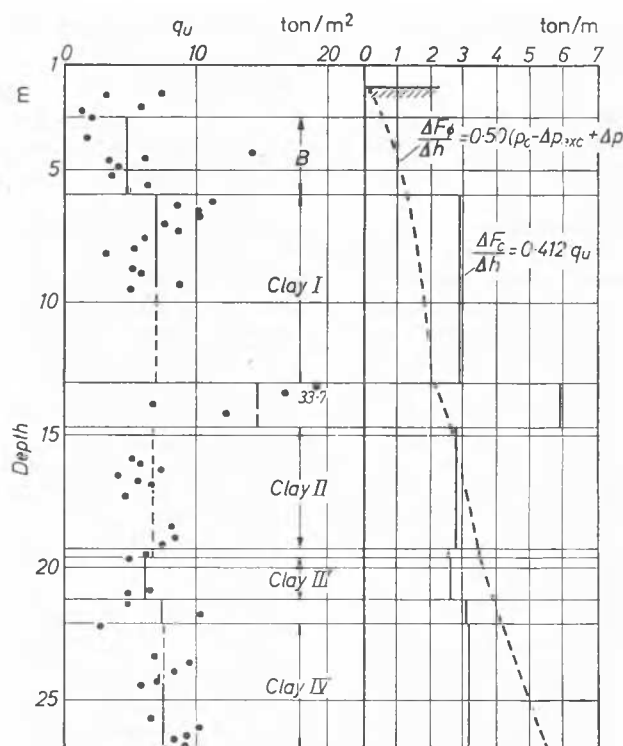 q_u ton/m² ton/m
0 10 20 0 1 2 3 4 5 6 7
1
m
ΔFφ/Δh = 0·50(p_c - Δp_exc + Δp
B
5
ΔF_c/Δh = 0·412 q_u
Clay I
10
33·7
15
Depth
Clay II
20
Clay III
Clay IV
25